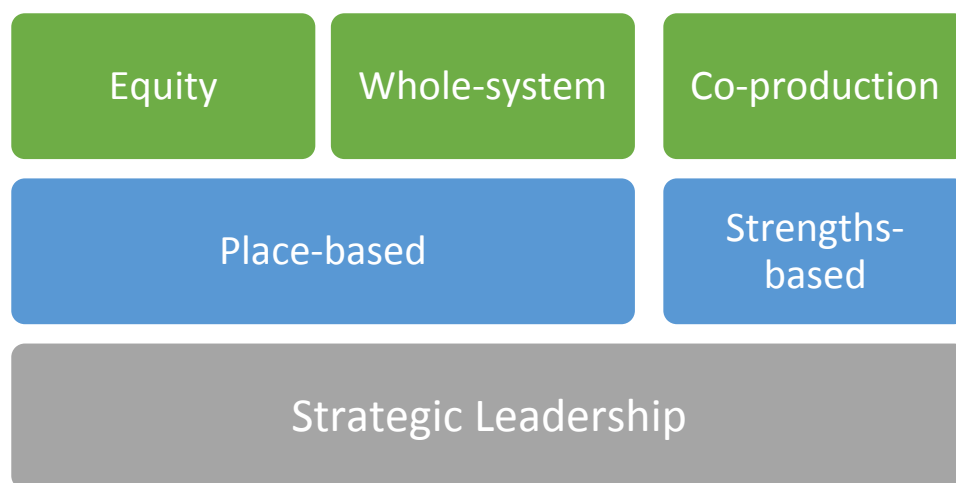 Equity
Whole-system
Co-production
Place-based
Strengths-
based
Strategic Leadership